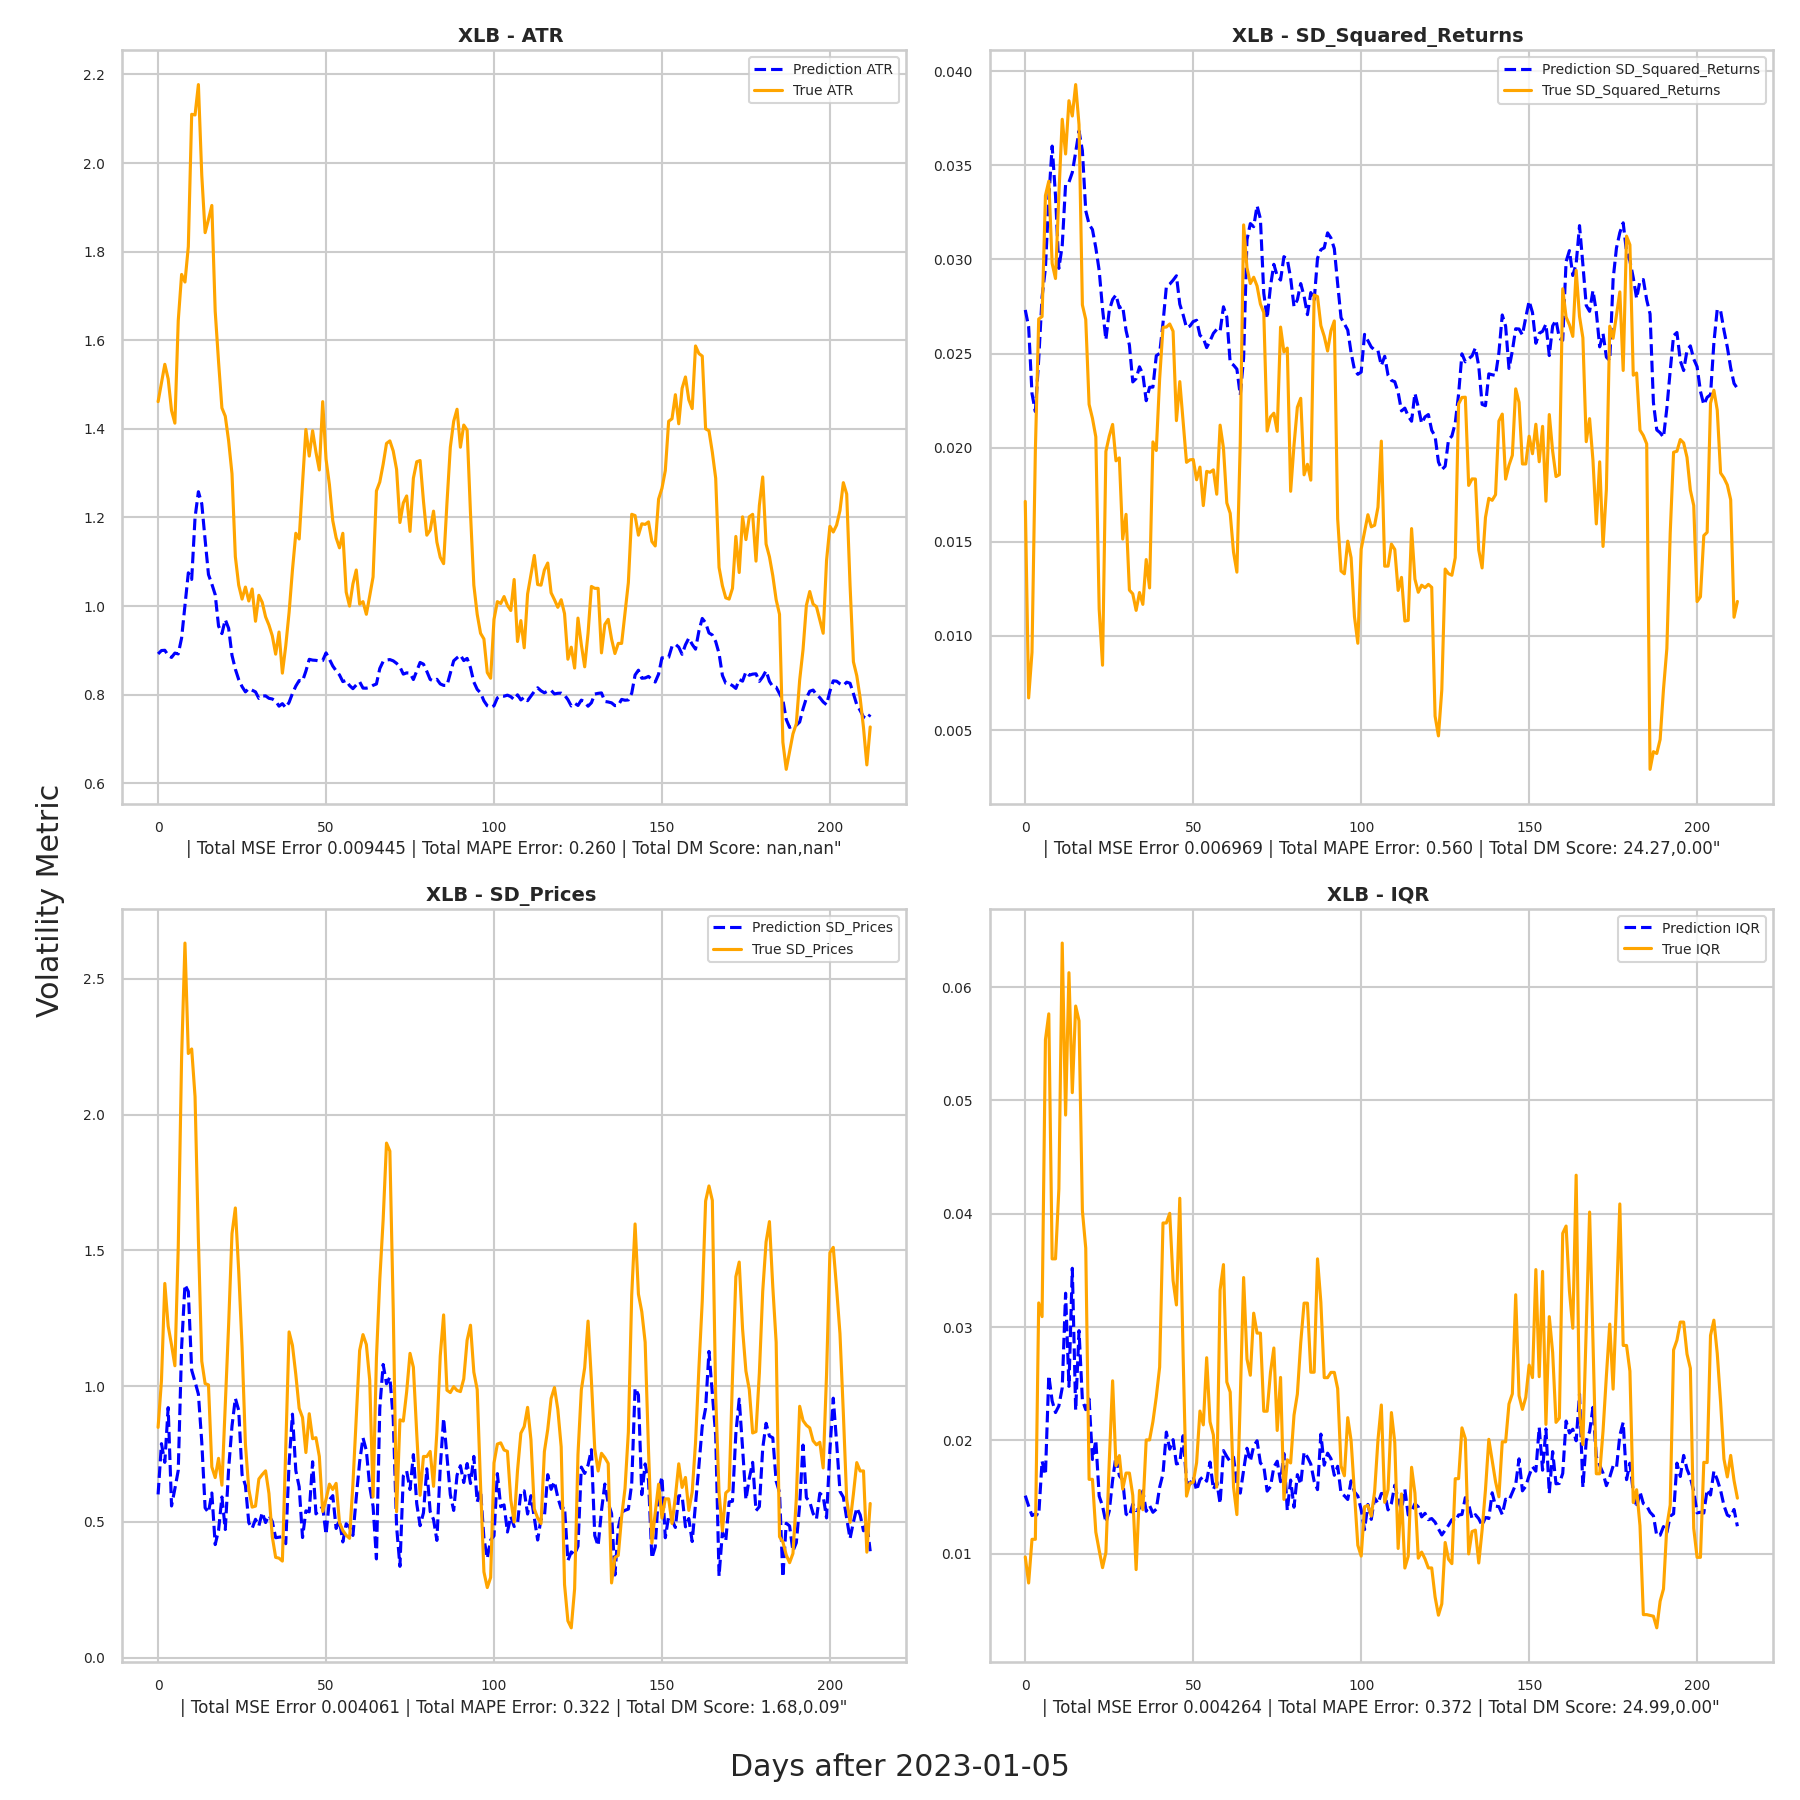 XLB - ATR
2.2
2.0
1.8
1.6
1.4
1.2
1.0
0.8
0.6
Prediction ATR
True ATR
0 50 100 150 200
| Total MSE Error 0.009445 | Total MAPE Error: 0.260 | Total DM Score: nan,nan"
XLB - SD_Squared_Returns
0.040
0.035
0.030
0.025
0.020
0.015
0.010
0.005
Prediction SD_Squared_Returns
True SD_Squared_Returns
0 50 100 150 200
| Total MSE Error 0.006969 | Total MAPE Error: 0.560 | Total DM Score: 24.27,0.00"
Volatility Metric
XLB - SD_Prices
2.5
2.0
1.5
1.0
0.5
0.0
Prediction SD_Prices
True SD_Prices
0 50 100 150 200
| Total MSE Error 0.004061 | Total MAPE Error: 0.322 | Total DM Score: 1.68,0.09"
XLB - IQR
0.06
0.05
0.04
0.03
0.02
0.01
Prediction IQR
True IQR
0 50 100 150 200
| Total MSE Error 0.004264 | Total MAPE Error: 0.372 | Total DM Score: 24.99,0.00"
Days after 2023-01-05